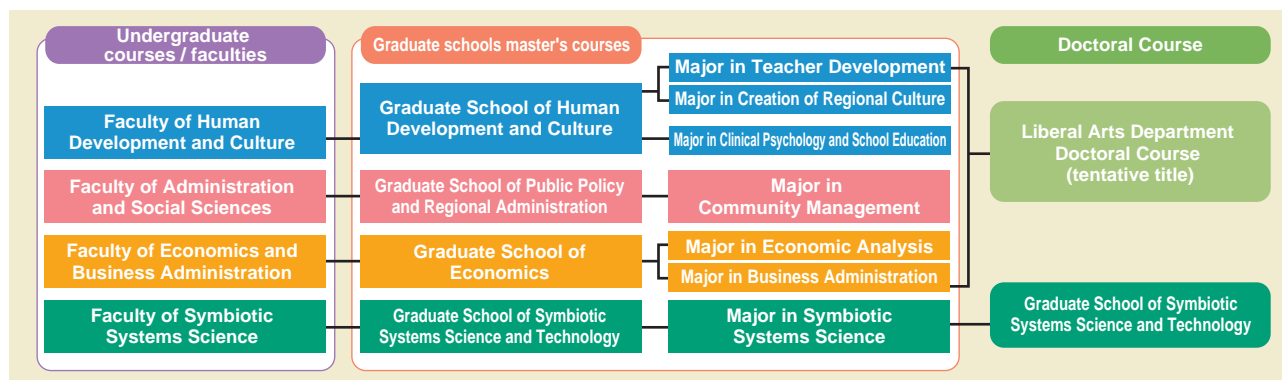 Undergraduate
courses / faculties
Graduate schools master's courses
Doctoral Course
Faculty of Human
Development and Culture
Graduate School of Human
Development and Culture
Major in Teacher Development
Major in Creation of Regional Culture
Major in Clinical Psychology and School Education
Liberal Arts Department
Doctoral Course
(tentative title)
Faculty of Administration
and Social Sciences
Graduate School of Public Policy
and Regional Administration
Major in
Community Management
Faculty of Economics and
Business Administration
Graduate School of
Economics
Major in Economic Analysis
Major in Business Administration
Faculty of Symbiotic
Systems Science
Graduate School of Symbiotic
Systems Science and Technology
Major in Symbiotic
Systems Science
Graduate School of Symbiotic
Systems Science and Technology